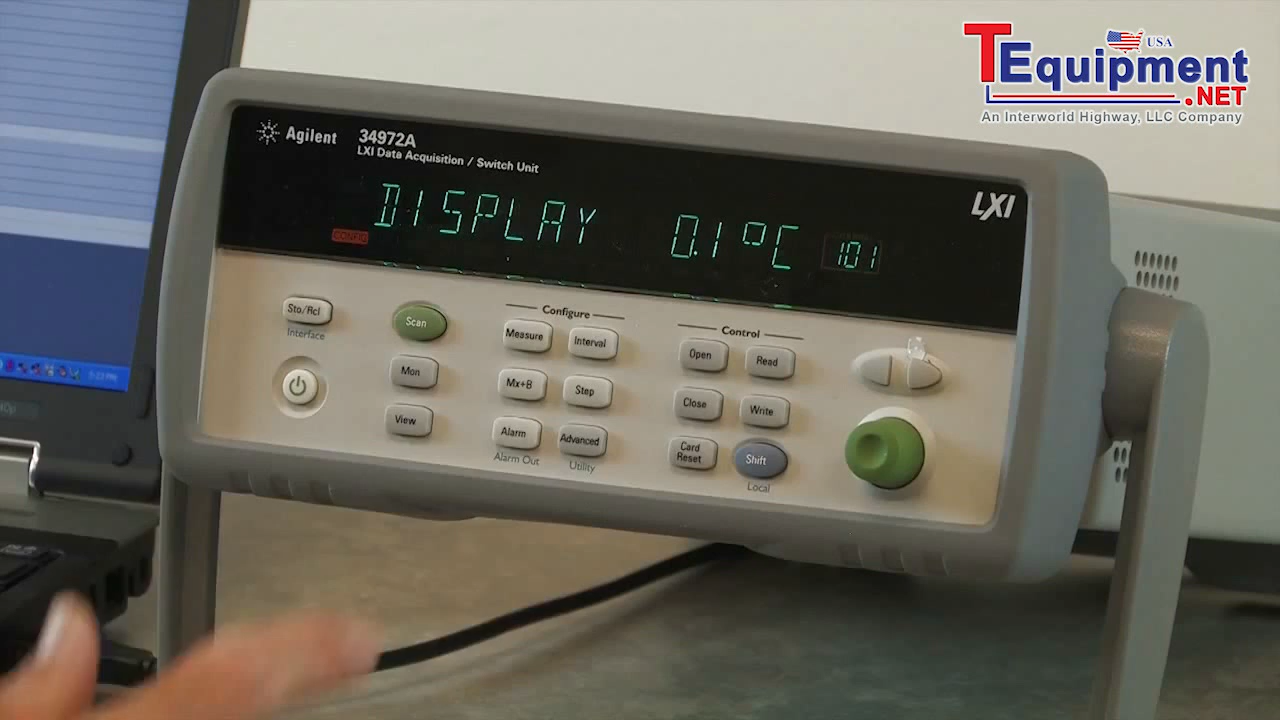 TEquipment
USA
.NET
An Interworld Highway, LLC Company
Agilent
34972A
LXI Data Acquisition / Switch Unit
LXI
DISPLAY 0.1 °C 101
CONFIG
Configure
Control
Sto/Rcl
Interface
Scan
Measure
Interval
Open
Read
Mon
Mx+B
Step
Close
Write
View
Alarm
Alarm Out
Advanced
Utility
Card
Reset
Shift
Local